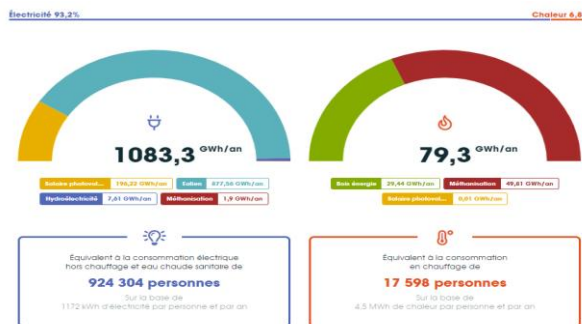 Électricité 93,2%
Chaleur 6,8
1083,3 GWh/an
79,3 GWh/an
Solaire photovol... 196,22 GWh/an
Éolien 877,56 GWh/an
Hydroélectricité 7,61 GWh/an
Méthanisation 1,9 GWh/an
Bois énergie 29,44 GWh/an
Méthanisation 49,81 GWh/an
Solaire photovol... 0,01 GWh/an
Équivalent à la consommation électrique
hors chauffage et eau chaude sanitaire de
924 304 personnes
Sur la base de
1172 kWh d'électricité par personne et par an
Équivalent à la consommation
en chauffage de
17 598 personnes
Sur la base de
4.5 MWh de chaleur par personne et par an